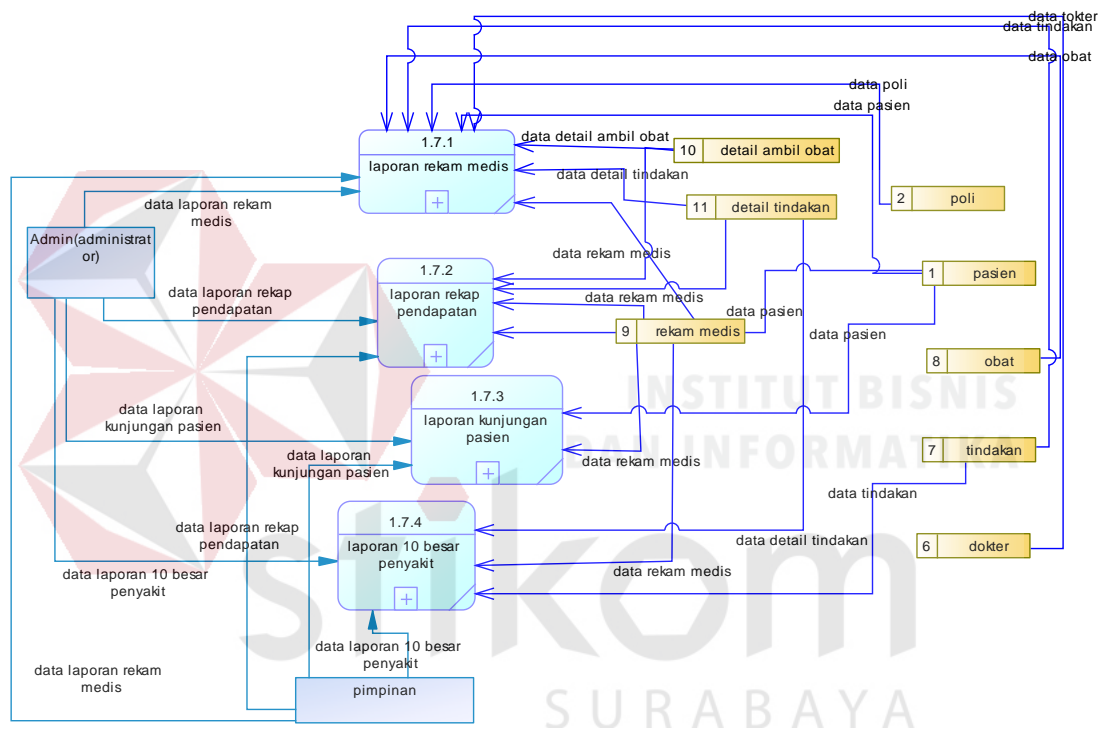 data tokter
data tindakan
data obat
data poli
data pasien
1.7.1
laporan rekam medis
data detail ambil obat
10 detail ambil obat
data detail tindakan
11 detail tindakan
2 poli
data laporan rekam
medis
Admin(administrat
or)
data rekam medis
1.7.2
laporan rekap
pendapatan
1 pasien
data laporan rekap
pendapatan
data rekam medis
data pasien
9 rekam medis
data pasien
8 obat
1.7.3
laporan kunjungan
pasien
INSTITUT BISNIS
DAN INFORMATIKA
data laporan
kunjungan pasien
data laporan
kunjungan pasien
data rekam medis
7 tindakan
data tindakan
1.7.4
laporan 10 besar
penyakit
data laporan rekap
pendapatan
data detail tindakan
6 dokter
data laporan 10 besar
penyakit
data rekam medis
stikom
data laporan 10 besar
penyakit
data laporan rekam
medis
pimpinan
SURABAYA